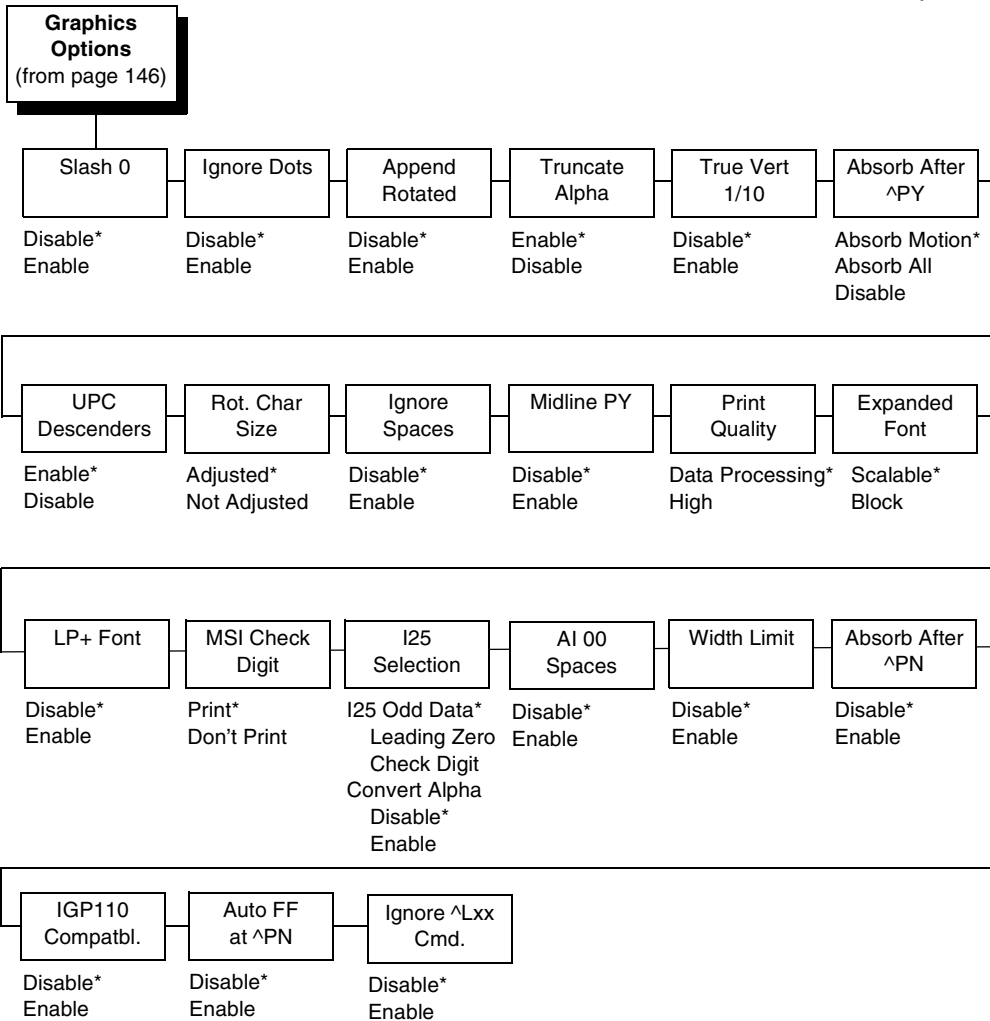 Graphics
Options
(from page 146)
Slash 0
Disable*
Enable
Ignore Dots
Disable*
Enable
Append
Rotated
Disable*
Enable
Truncate
Alpha
Enable*
Disable
True Vert
1/10
Disable*
Enable
Absorb After
^PY
Absorb Motion*
Absorb All
Disable
UPC
Descenders
Enable*
Disable
Rot. Char
Size
Adjusted*
Not Adjusted
Ignore
Spaces
Disable*
Enable
Midline PY
Disable*
Enable
Print
Quality
Data Processing*
High
Expanded
Font
Scalable*
Block
LP+ Font
Disable*
Enable
MSI Check
Digit
Print*
Don't Print
I25
Selection
I25 Odd Data*
Leading Zero
Check Digit
Convert Alpha
Disable*
Enable
AI 00
Spaces
Disable*
Enable
Width Limit
Disable*
Enable
Absorb After
^PN
Disable*
Enable
IGP110
Compatbl.
Disable*
Enable
Auto FF
at ^PN
Disable*
Enable
Ignore ^Lxx
Cmd.
Disable*
Enable